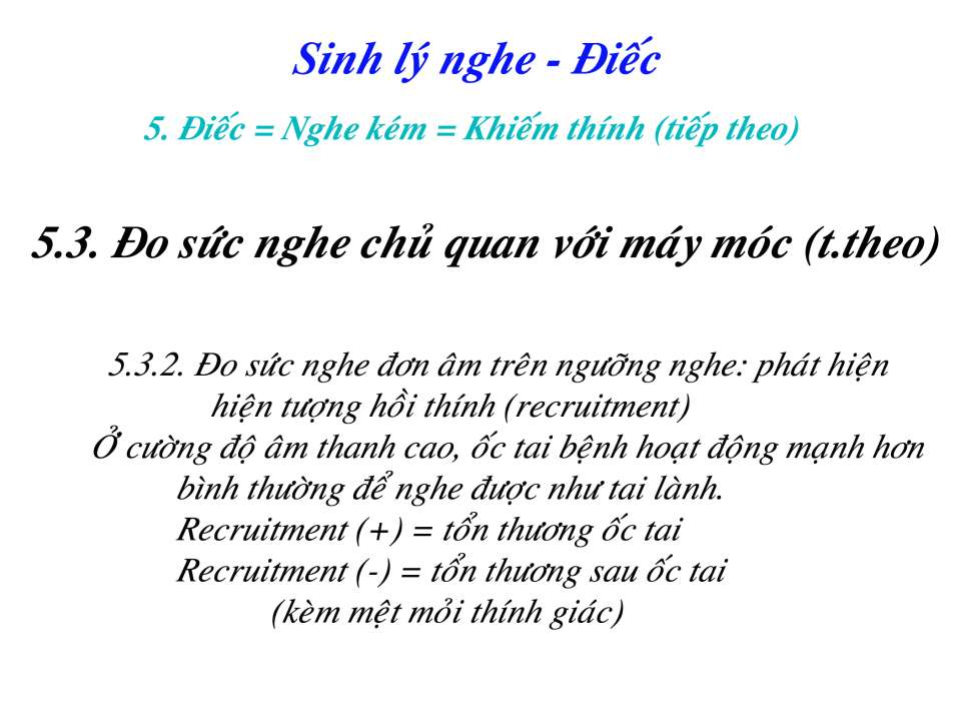 Sinh lý nghe - Điếc
5. Điếc = Nghe kém = Khiếm thính (tiếp theo)
5.3. Đo sức nghe chủ quan với máy móc (t.theo)
5.3.2. Đo sức nghe đơn âm trên ngưỡng nghe: phát hiện
hiện tượng hồi thính (recruitment)
Ở cường độ âm thanh cao, ốc tai bệnh hoạt động mạnh hơn
bình thường để nghe được như tai lành.
Recruitment (+) = tổn thương ốc tai
Recruitment (-) = tổn thương sau ốc tai
(kèm mệt mỏi thính giác)